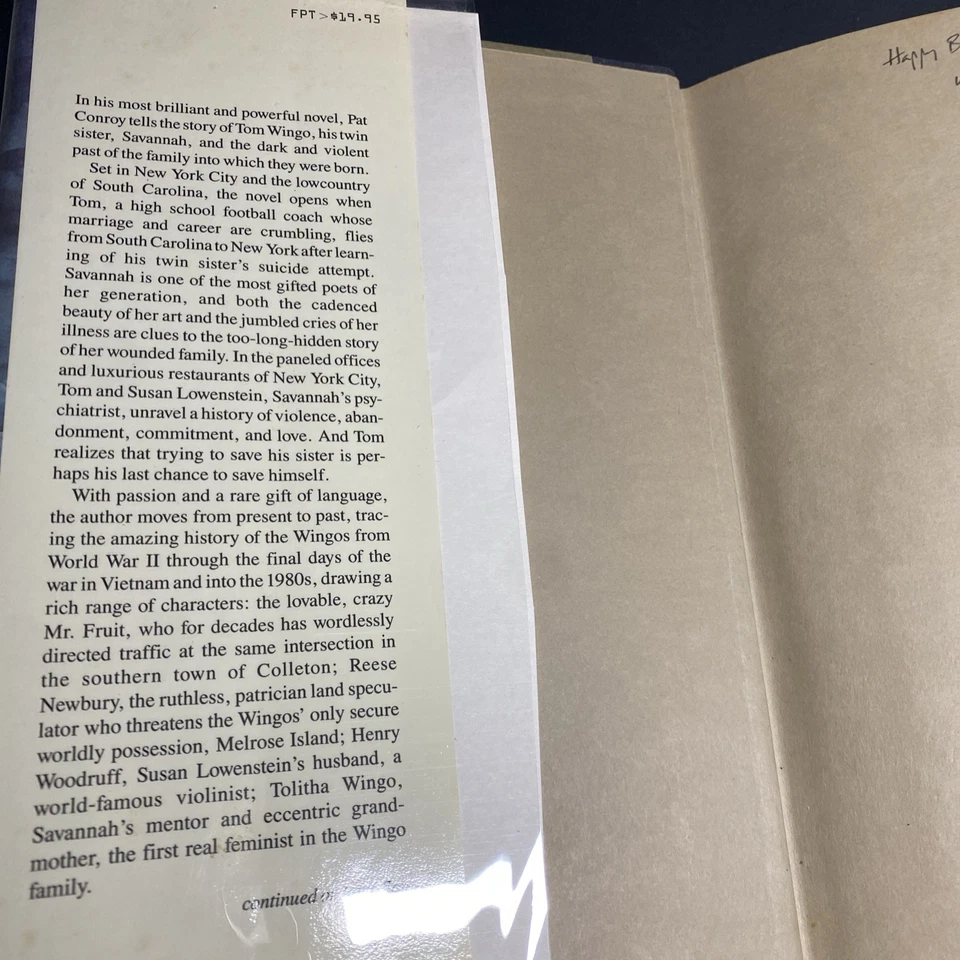 FPT>$19.95
In his most brilliant and powerful novel, Pat
Conroy tells the story of Tom Wingo, his twin
sister, Savannah, and the dark and violent
past of the family into which they were born.
Set in New York City and the lowcountry
of South Carolina, the novel opens when
Tom, a high school football coach whose
marriage and career are crumbling, flies
from South Carolina to New York after learn-
ing of his twin sister's suicide attempt.
Savannah is one of the most gifted poets of
her generation, and both the cadenced
beauty of her art and the jumbled cries of her
illness are clues to the too-long-hidden story
of her wounded family. In the paneled offices
and luxurious restaurants of New York City,
Tom and Susan Lowenstein, Savannah's psy-
chiatrist, unravel a history of violence, aban-
donment, commitment, and love. And Tom
realizes that trying to save his sister is per-
haps his last chance to save himself.
With passion and a rare gift of language,
the author moves from present to past, trac-
ing the amazing history of the Wingos from
World War II through the final days of the
war in Vietnam and into the 1980s, drawing a
rich range of characters: the lovable, crazy
Mr. Fruit, who for decades has wordlessly
directed traffic at the same intersection in
the southern town of Colleton; Reese
Newbury, the ruthless, patrician land specu-
lator who threatens the Wingos' only secure
worldly possession, Melrose Island; Henry
Woodruff, Susan Lowenstein's husband, a
world-famous violinist; Tolitha Wingo,
Savannah's mentor and eccentric grand-
mother, the first real feminist in the Wingo
family.
continued
Happy B